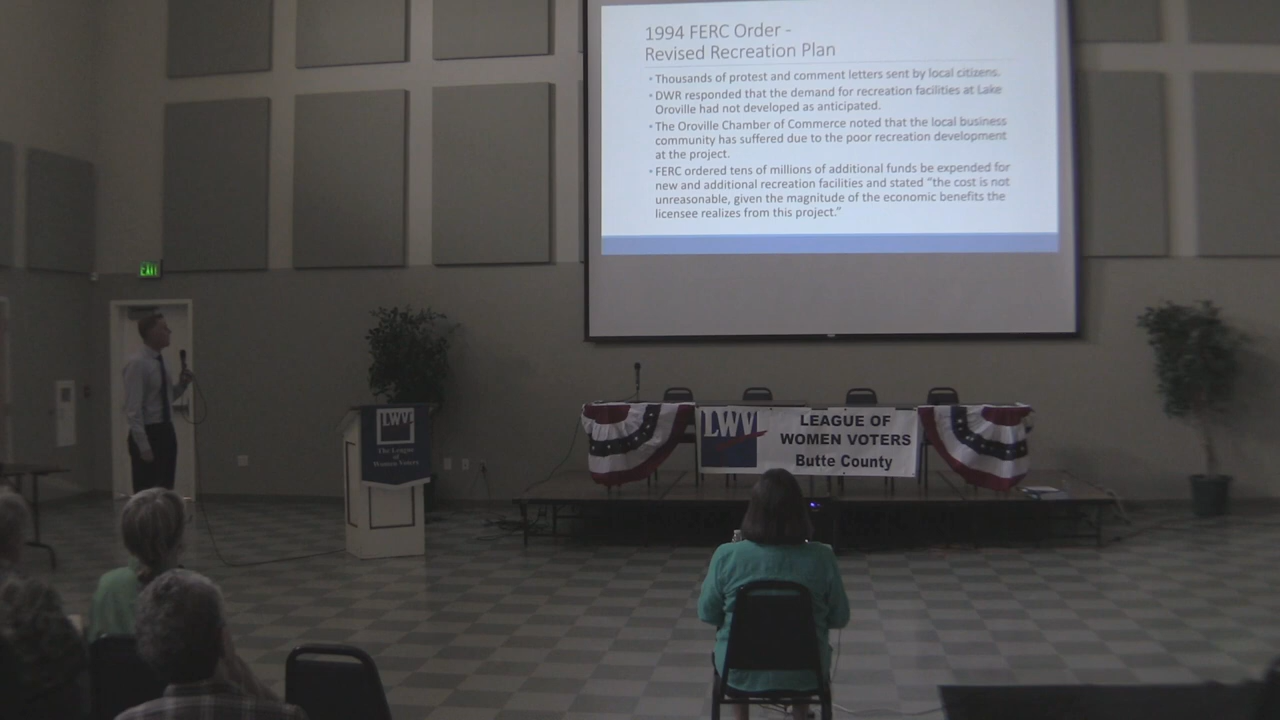 1994 FERC Order -
Revised Recreation Plan
• Thousands of protest and comment letters sent by local citizens.
• DWR responded that the demand for recreation facilities at Lake
Oroville had not developed as anticipated.
• The Oroville Chamber of Commerce noted that the local business
community has suffered due to the poor recreation development
at the project.
• FERC ordered tens of millions of additional funds be expended for
new and additional recreation facilities and stated "the cost is not
unreasonable, given the magnitude of the economic benefits the
licensee realizes from this project."
EXIT
LWV
The League
of
Women Voters
LWV
LEAGUE OF
WOMEN VOTERS
Butte County